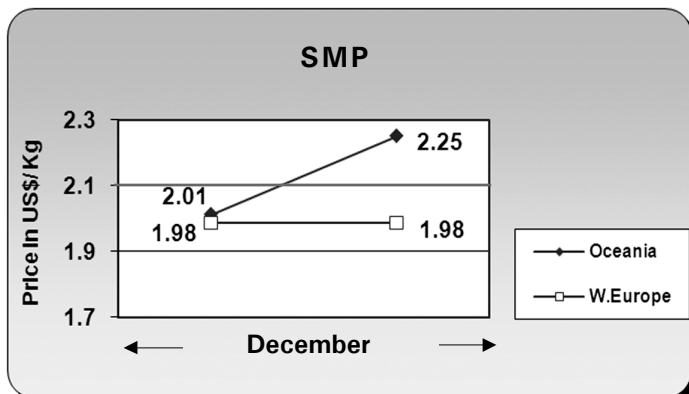 SMP
Price In US$/Kg
2.3
2.1
1.9
1.7
2.01
1.98
2.25
1.98
December
Oceania
W.Europe